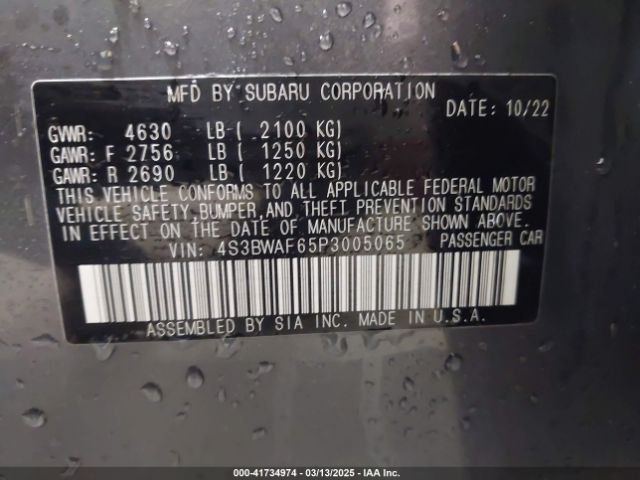 MFD BY SUBARU CORPORATION
DATE: 10/22
GVWR: 4630 LB ( 2100 KG)
GAWR: F 2756 LB ( 1250 KG)
GAWR: R 2690 LB ( 1220 KG)
THIS VEHICLE CONFORMS TO ALL APPLICABLE FEDERAL MOTOR
VEHICLE SAFETY, BUMPER, AND THEFT PREVENTION STANDARDS
IN EFFECT ON THE DATE OF MANUFACTURE SHOWN ABOVE.
VIN: 4S3BWAF65P3005065 PASSENGER CAR
ASSEMBLED BY SIA INC. MADE IN U.S.A.
000-41734974 | 03/13/2025 - IAA Inc.